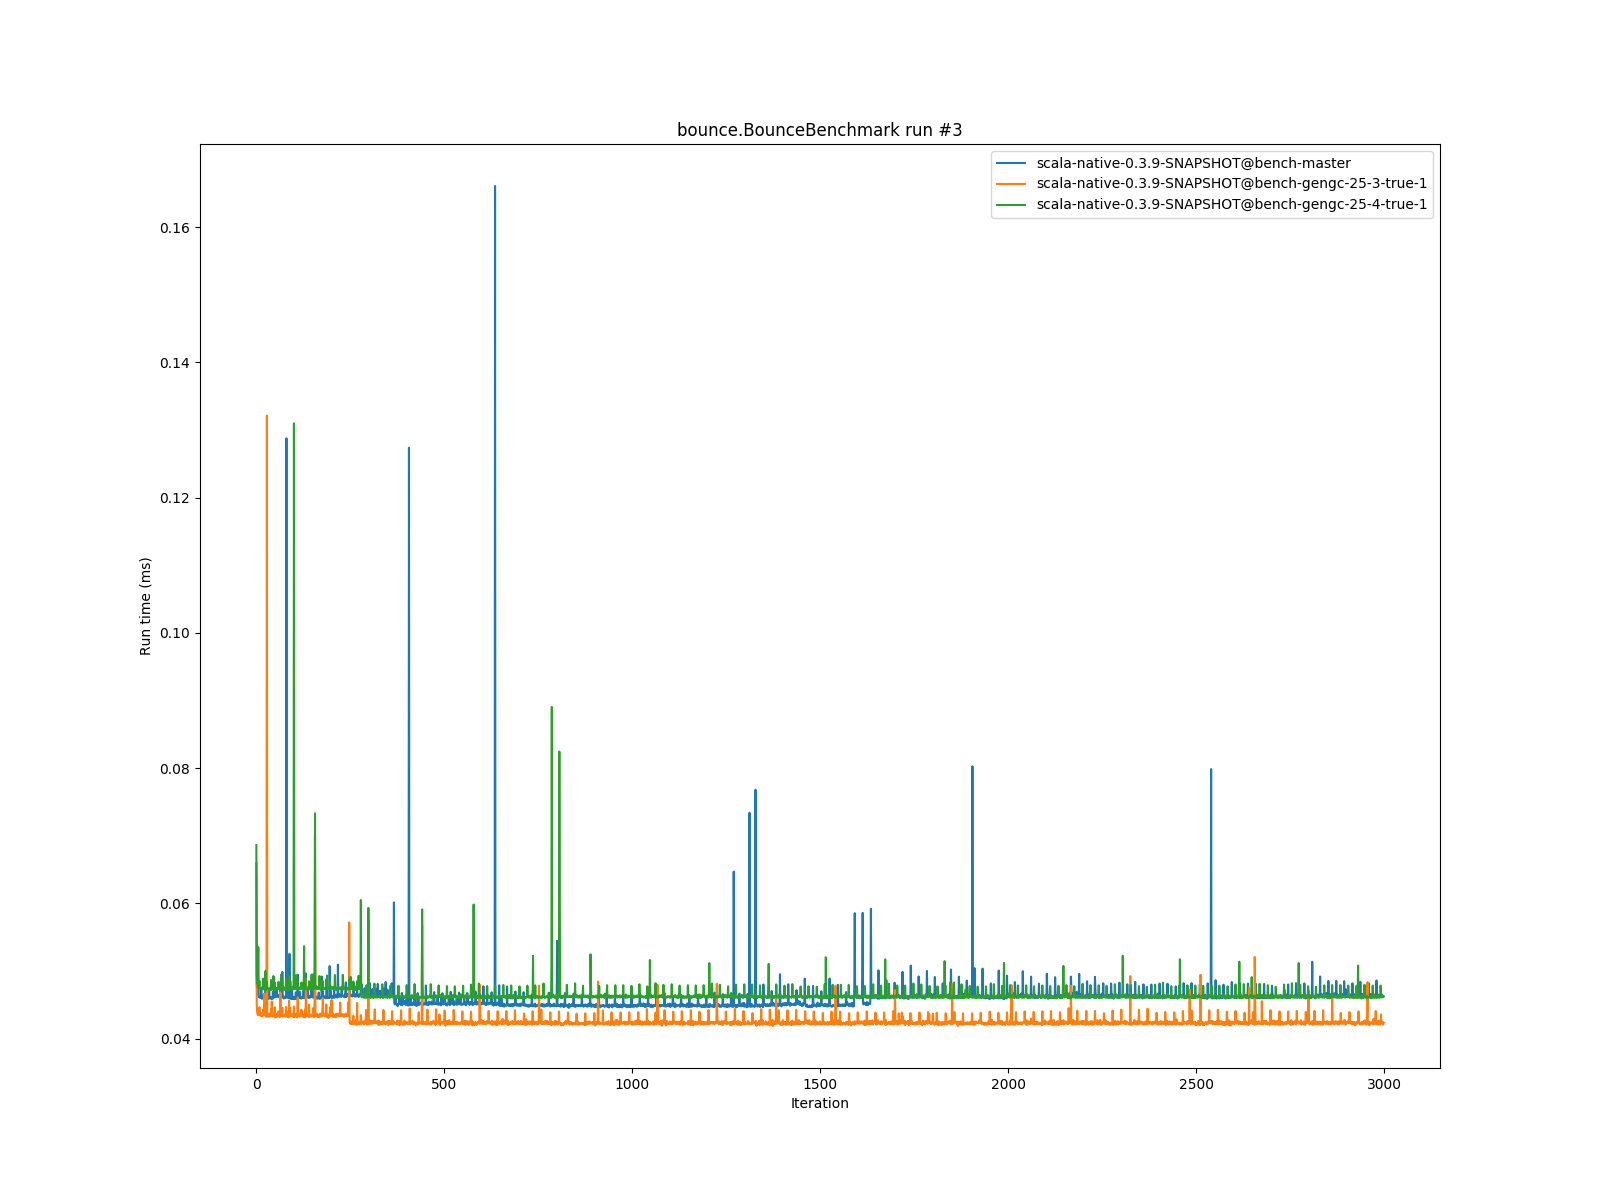 bounce.BounceBenchmark run #3
scala-native-0.3.9-SNAPSHOT@bench-master
scala-native-0.3.9-SNAPSHOT@bench-gengc-25-3-true-1
scala-native-0.3.9-SNAPSHOT@bench-gengc-25-4-true-1
Run time (ms)
0.16
0.14
0.12
0.10
0.08
0.06
0.04
0
500
1000
1500
2000
2500
3000
Iteration